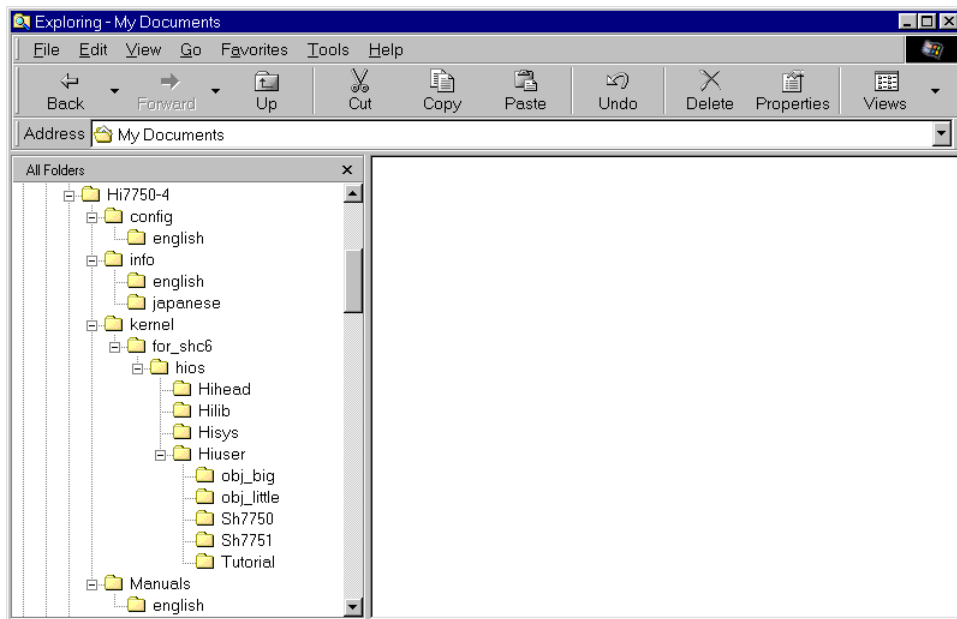 Exploring - My Documents
File Edit View Go Favorites Tools Help
Back Forward Up Cut Copy Paste Undo Delete Properties Views
Address My Documents
All Folders
Hi7750-4
config
english
info
english
japanese
kernel
for_shc6
hios
Hihead
Hilib
Hisys
Hiuser
obj_big
obj_little
Sh7750
Sh7751
Tutorial
Manuals
english